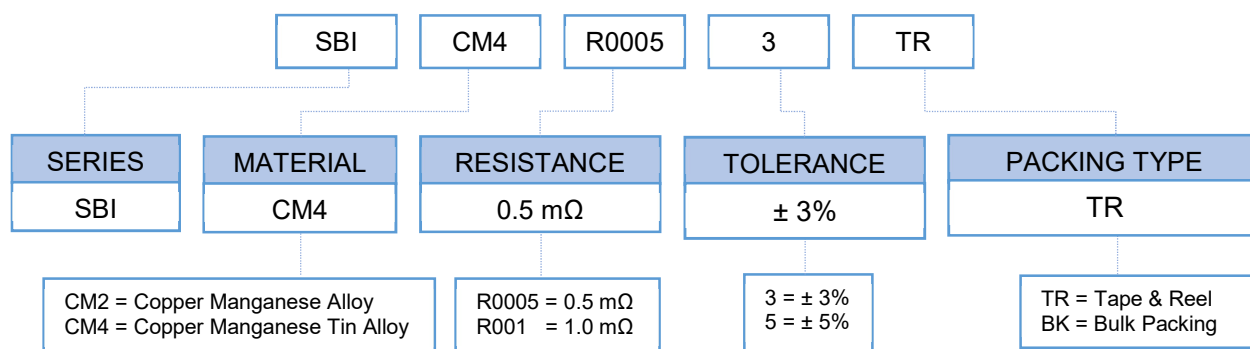 SBI CM4 R0005 3 TR
SERIES MATERIAL RESISTANCE TOLERANCE PACKING TYPE
SBI CM4 0.5 mΩ ± 3% TR
CM2 = Copper Manganese Alloy
CM4 = Copper Manganese Tin Alloy
R0005 = 0.5 mΩ
R001 = 1.0 mΩ
3 = ± 3%
5 = ± 5%
TR = Tape & Reel
BK = Bulk Packing